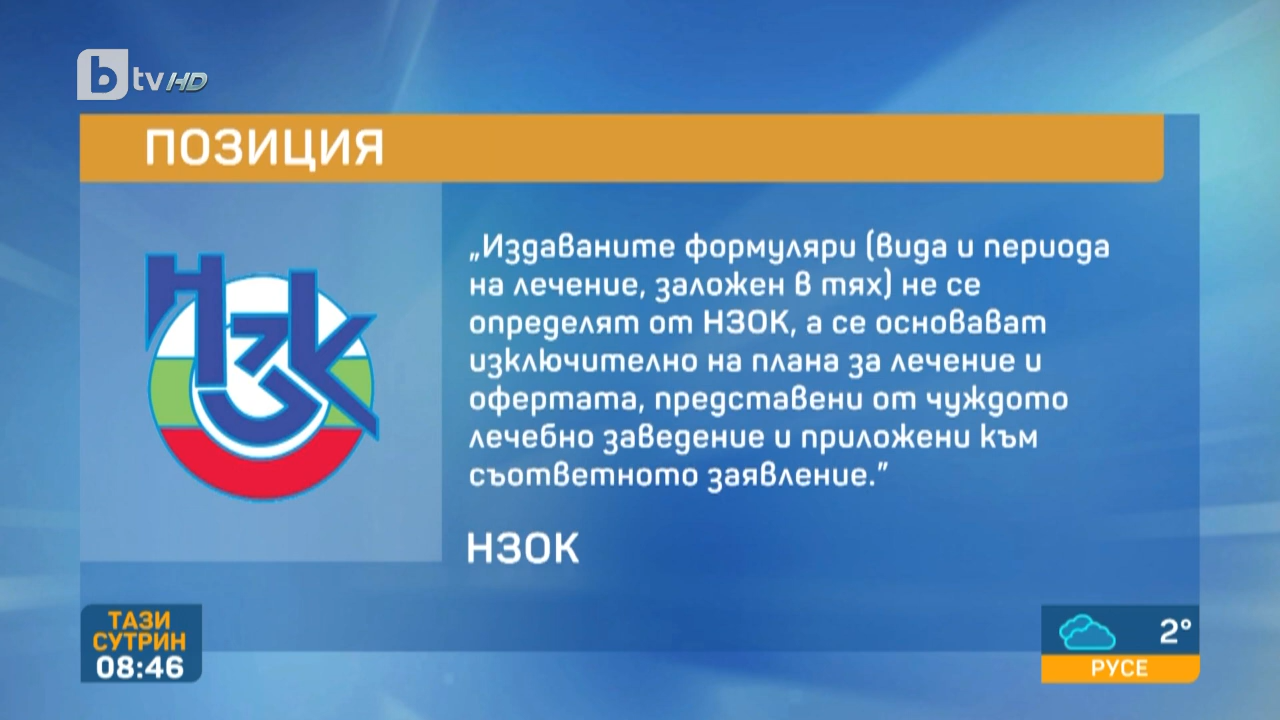 btv HD
ПОЗИЦИЯ
НЗОК
„Издаваните формуляри (вида и периода
на лечение, заложен в тях) не се
определят от НЗОК, а се основават
изключително на плана за лечение и
офертата, представени от чуждото
лечебно заведение и приложени към
съответното заявление.”
НЗОК
ТАЗИ
СУТРИН
08:46
2°
РУСЕ